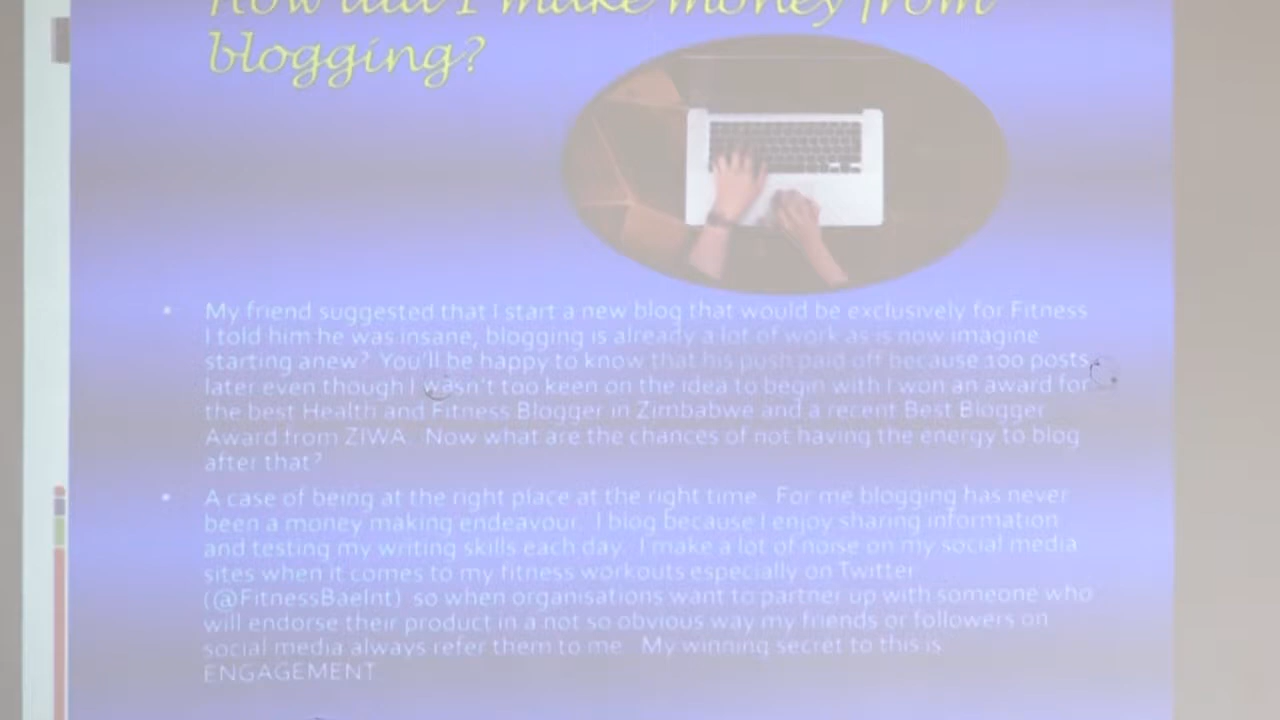 How did I make money from
blogging?
• My friend suggested that I start a new blog that would be exclusively for Fitness
I told him he was insane, blogging is already a lot of work as is now imagine
starting anew? You'll be happy to know that his push paid off because 100 posts
later even though I wasn't too keen on the idea to begin with I won an award for
the best Health and Fitness Blogger in Zimbabwe and a recent Best Blogger
Award from ZIWA. Now what are the chances of not having the energy to blog
after that?
• A case of being at the right place at the right time. For me blogging has never
been a money making endeavour. I blog because I enjoy sharing information
and testing my writing skills each day. I make a lot of noise on my social media
sites when it comes to my fitness workouts especially on Twitter
(@FitnessBaeInt) so when organisations want to partner up with someone who
will endorse their product in a not so obvious way my friends or followers on
social media always refer them to me. My winning secret to this is
ENGAGEMENT